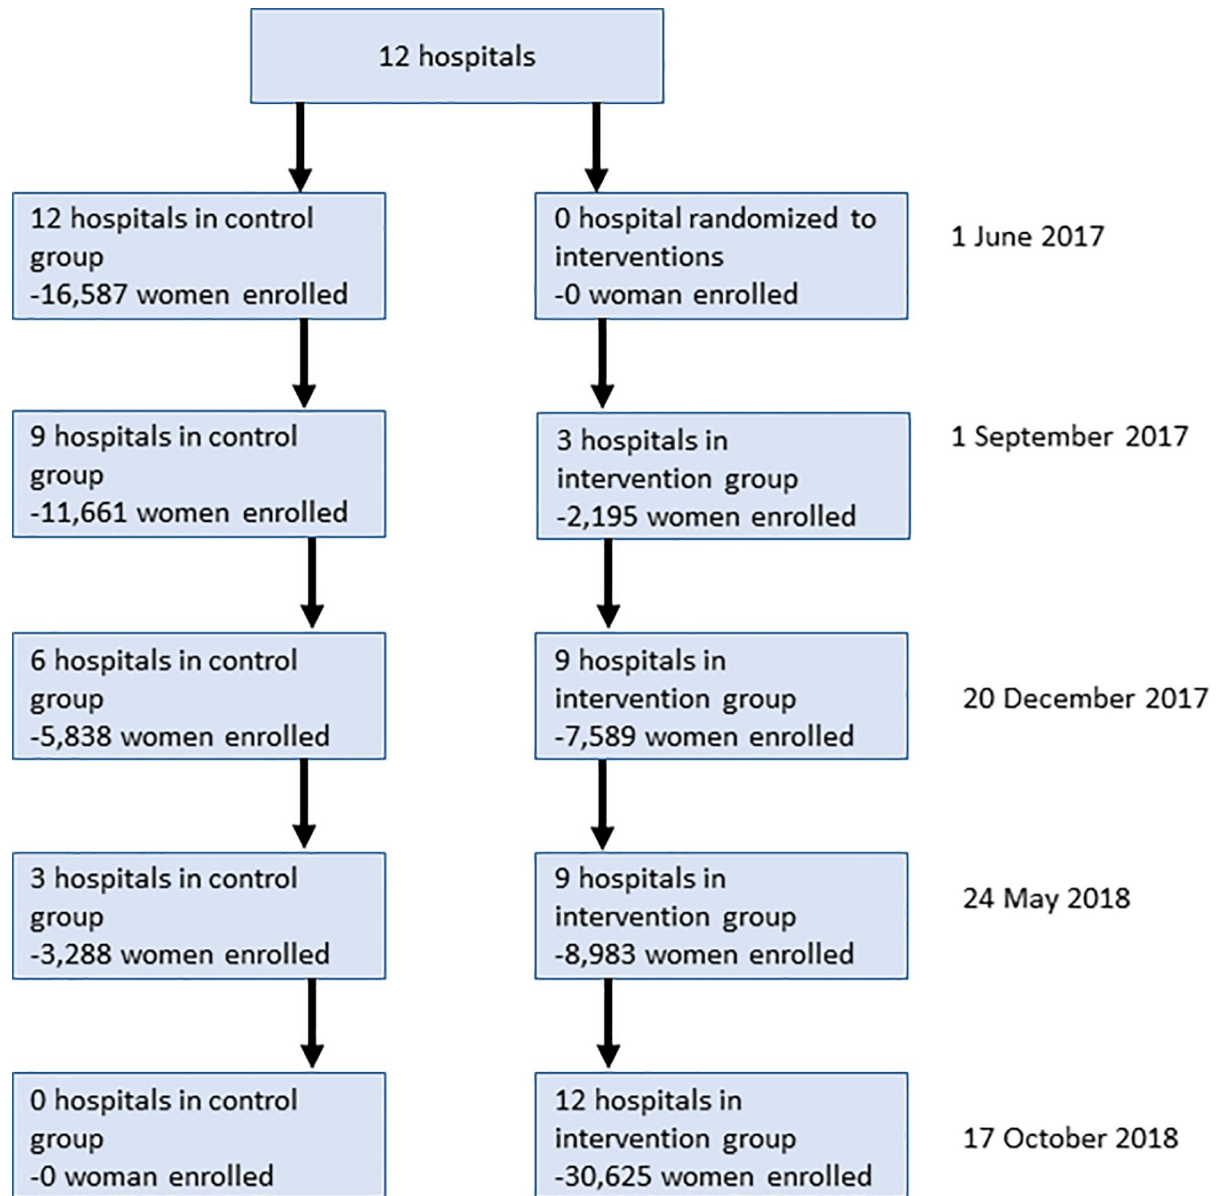 12 hospitals
12 hospitals in control
group
-16,587 women enrolled
0 hospital randomized to
interventions
-0 woman enrolled
1 June 2017
9 hospitals in control
group
-11,661 women enrolled
3 hospitals in
intervention group
-2,195 women enrolled
1 September 2017
6 hospitals in control
group
-5,838 women enrolled
9 hospitals in
intervention group
-7,589 women enrolled
20 December 2017
3 hospitals in control
group
-3,288 women enrolled
9 hospitals in
intervention group
-8,983 women enrolled
24 May 2018
0 hospitals in control
group
-0 woman enrolled
12 hospitals in
intervention group
-30,625 women enrolled
17 October 2018